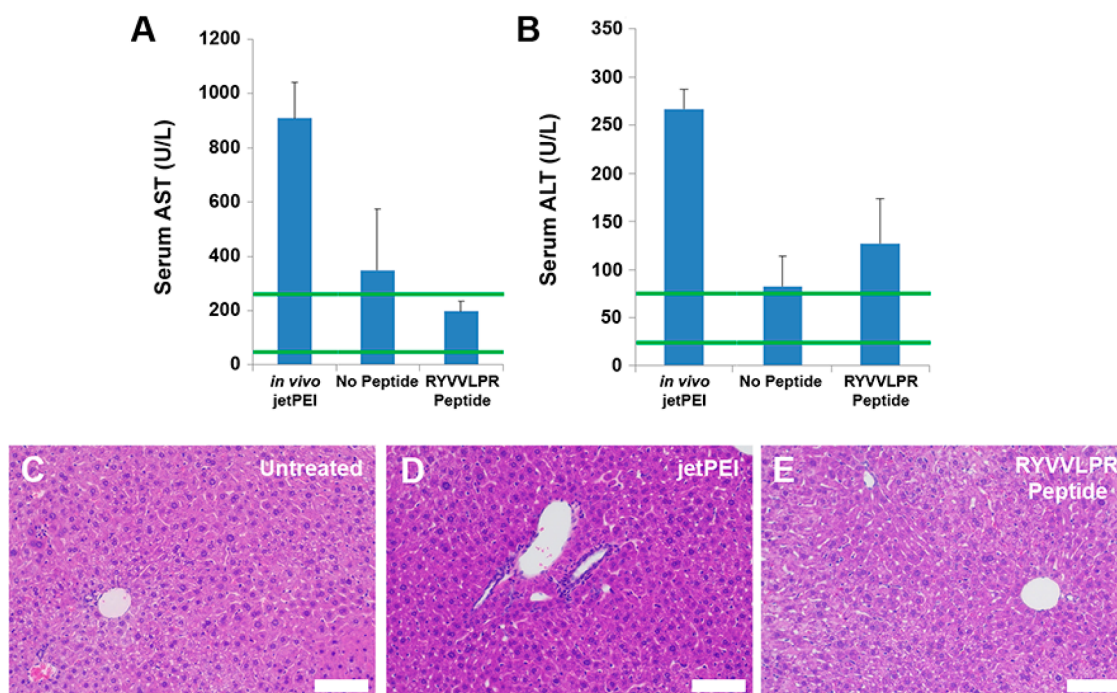 A
Serum AST (U/L)
1200
1000
800
600
400
200
0
in vivo
jetPEI
No Peptide
RYVVLPR
Peptide
B
Serum ALT (U/L)
350
300
250
200
150
100
50
0
in vivo
jetPEI
No Peptide
RYVVLPR
Peptide
C
Untreated
D
jetPEI
E
RYVVLPR
Peptide